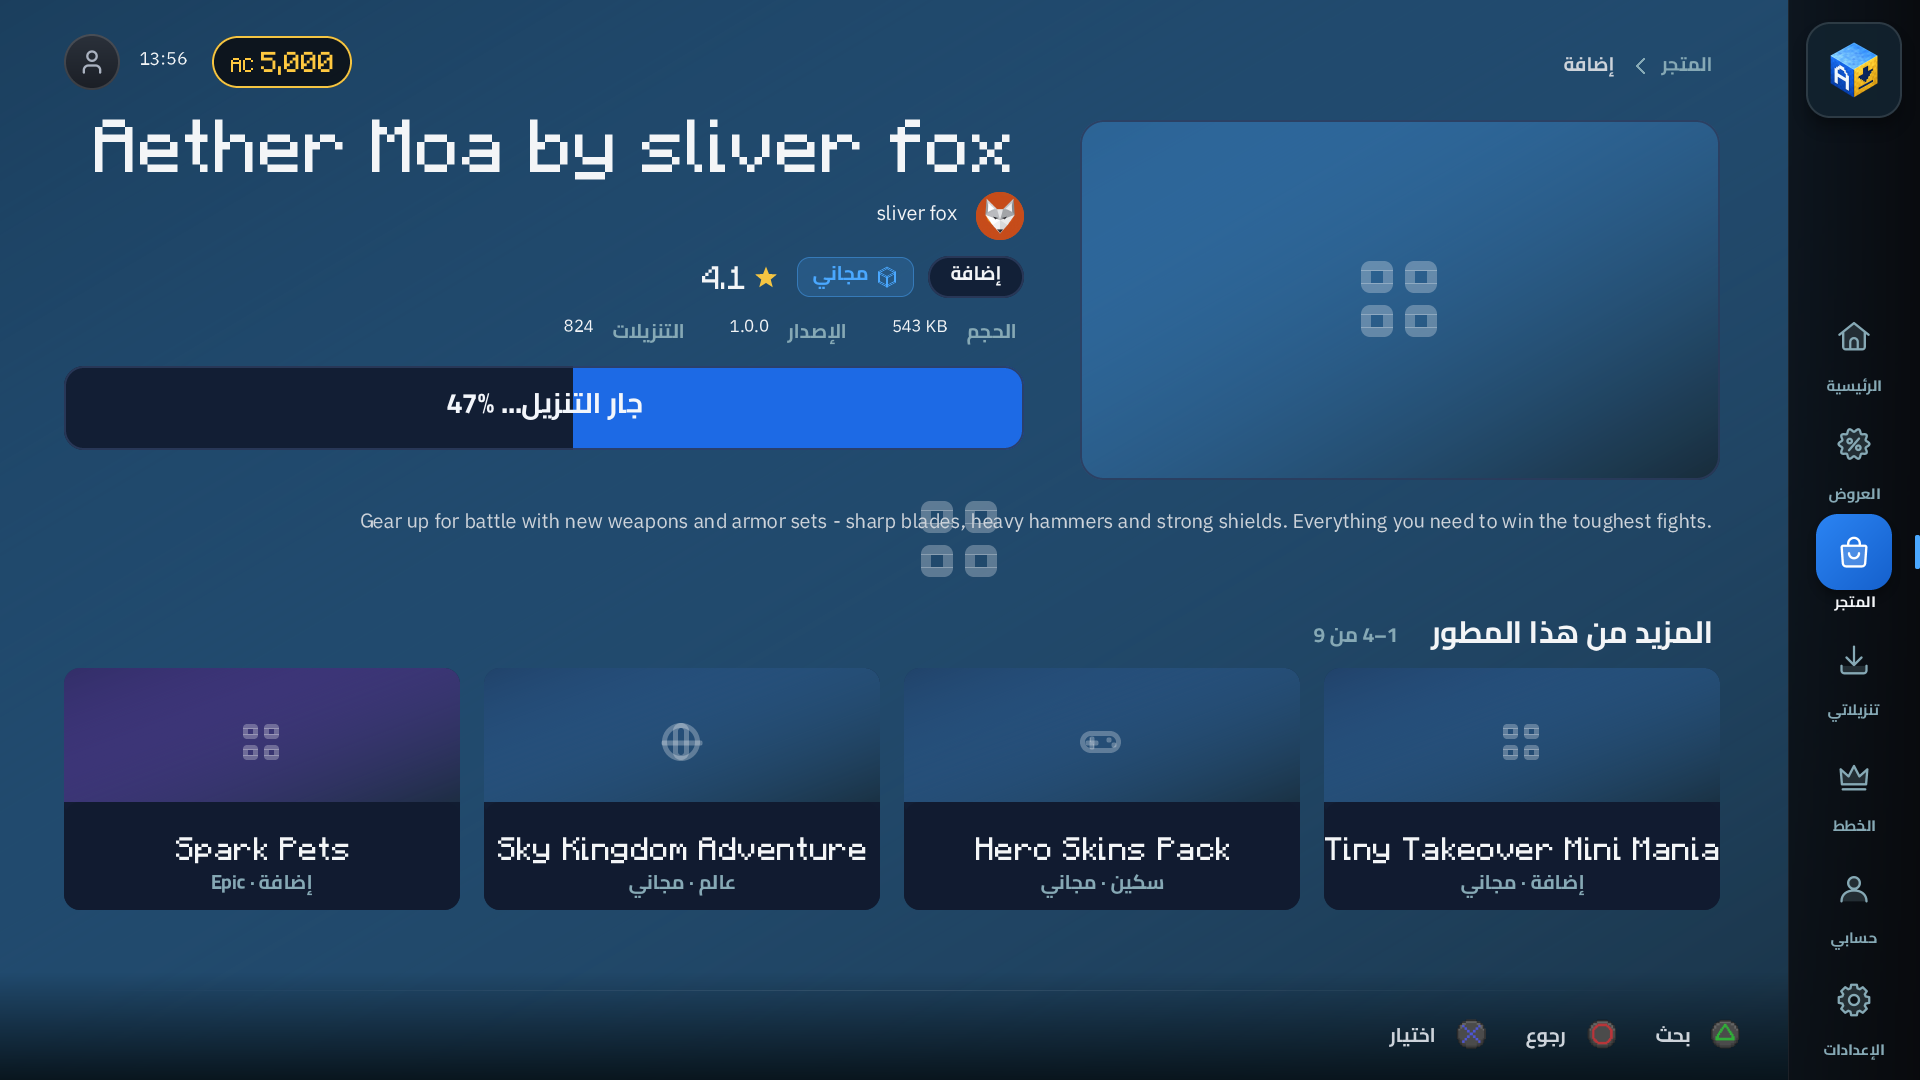 المتجر
إضافة
AC 5,000
13:56
Aether Moa by sliver fox
sliver fox
إضافة
مجاني
4.1
الحجم 543 KB
الإصدار 1.0.0
التنزيلات 824
جار التنزيل... 47%
Gear up for battle with new weapons and armor sets - sharp blades, heavy hammers and strong shields. Everything you need to win the toughest fights.
المزيد من هذا المطور
1–4 من 9
Tiny Takeover Mini Mania
إضافة · مجاني
Hero Skins Pack
سكين · مجاني
Sky Kingdom Adventure
عالم · مجاني
Spark Pets
إضافة · Epic
بحث
رجوع
اختيار
الرئيسية
العروض
المتجر
تنزيلاتي
الخطط
حسابي
الإعدادات